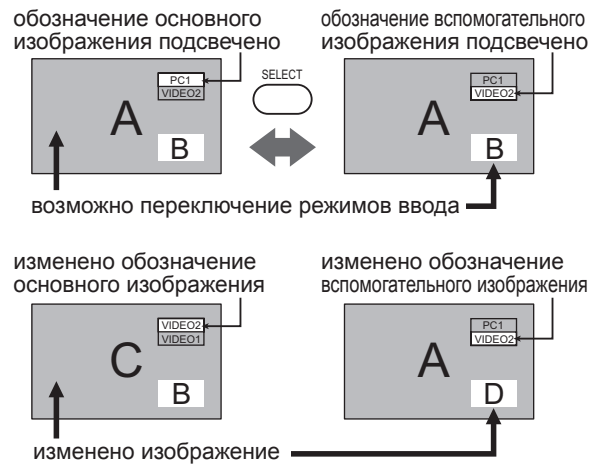 обозначение основного
изображения подсвечено
PC1
VIDEO2
A
B
SELECT
обозначение вспомогательного
изображения подсвечено
PC1
VIDEO2
A
B
возможно переключение режимов ввода
изменено обозначение
основного изображения
VIDEO2
VIDEO1
C
B
изменено обозначение
вспомогательного изображения
PC1
VIDEO2
A
D
изменено изображение